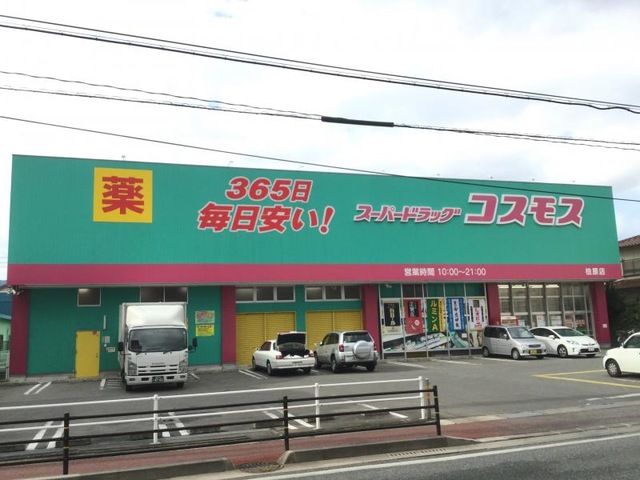 薬
365日
毎日安い!
スーパードラッグ コスモス
営業時間 10:00〜21:00